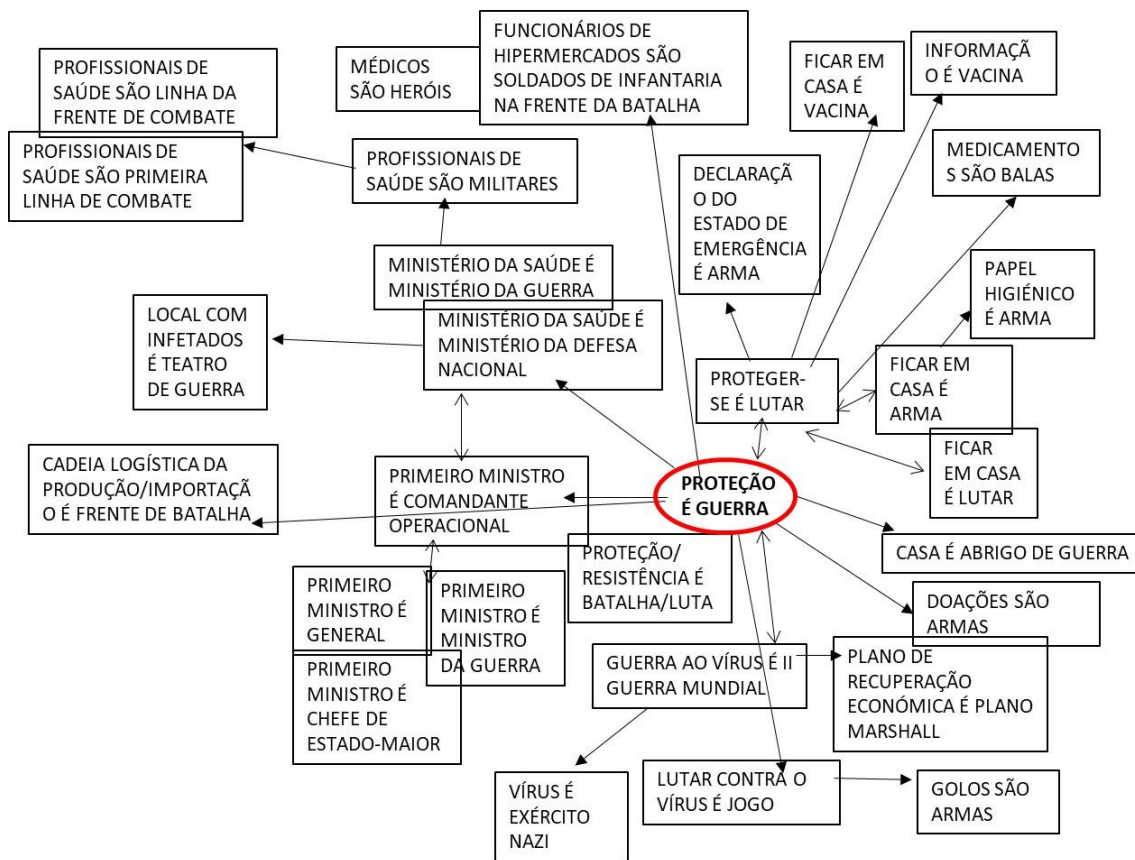 FUNCIONÁRIOS DE
HIPERMERCADOS SÃO
SOLDADOS DE INFANTARIA
NA FRENTE DA BATALHA
INFORMAÇÃ
O É VACINA
PROFISSIONAIS DE
SAÚDE SÃO LINHA DA
FRENTE DE COMBATE
MÉDICOS
SÃO HERÓIS
FICAR EM
CASA É
VACINA
PROFISSIONAIS DE
SAÚDE SÃO PRIMEIRA
LINHA DE COMBATE
PROFISSIONAIS DE
SAÚDE SÃO MILITARES
DECLARAÇÃ
O DO
ESTADO DE
EMERGÊNCIA
É ARMA
MEDICAMENTO
S SÃO BALAS
MINISTÉRIO DA SAÚDE É
MINISTÉRIO DA GUERRA
PAPEL
HIGIÉNICO
É ARMA
LOCAL COM
INFETADOS
É TEATRO
DE GUERRA
MINISTÉRIO DA SAÚDE É
MINISTÉRIO DA DEFESA
NACIONAL
PROTEGER-
SE É LUTAR
FICAR EM
CASA É
ARMA
FICAR
EM CASA
É LUTAR
CADEIA LOGÍSTICA DA
PRODUÇÃO/IMPORTAÇÃ
O É FRENTE DE BATALHA
PRIMEIRO MINISTRO
É COMANDANTE
OPERACIONAL
PROTEÇÃO
É GUERRA
CASA É ABRIGO DE GUERRA
PROTEÇÃO/
RESISTÊNCIA É
BATALHA/LUTA
PRIMEIRO
MINISTRO É
GENERAL
PRIMEIRO
MINISTRO É
MINISTRO
DA GUERRA
DOAÇÕES SÃO
ARMAS
GUERRA AO VÍRUS É II
GUERRA MUNDIAL
PLANO DE
RECUPERAÇÃO
ECONÓMICA É PLANO
MARSHALL
PRIMEIRO
MINISTRO É
CHEFE DE
ESTADO-MAIOR
VÍRUS É
EXÉRCITO
NAZI
LUTAR CONTRA O
VÍRUS É JOGO
GOLOS SÃO
ARMAS